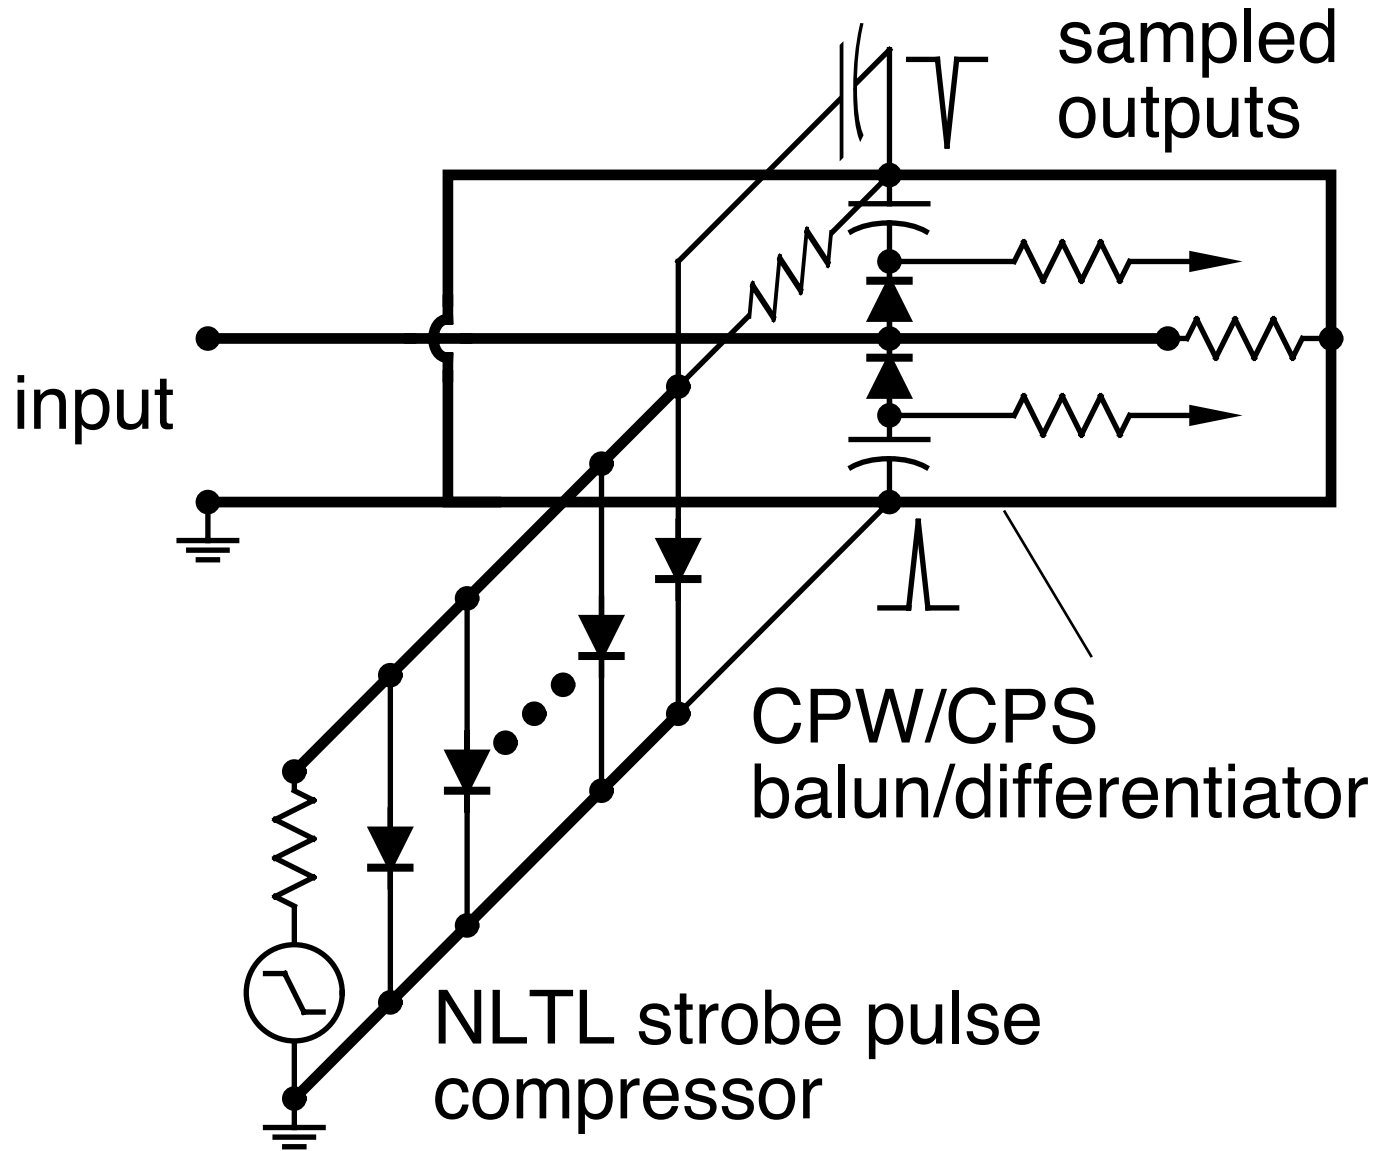 sampled
outputs
input
CPW/CPS
balun/differentiator
NLTL strobe pulse
compressor